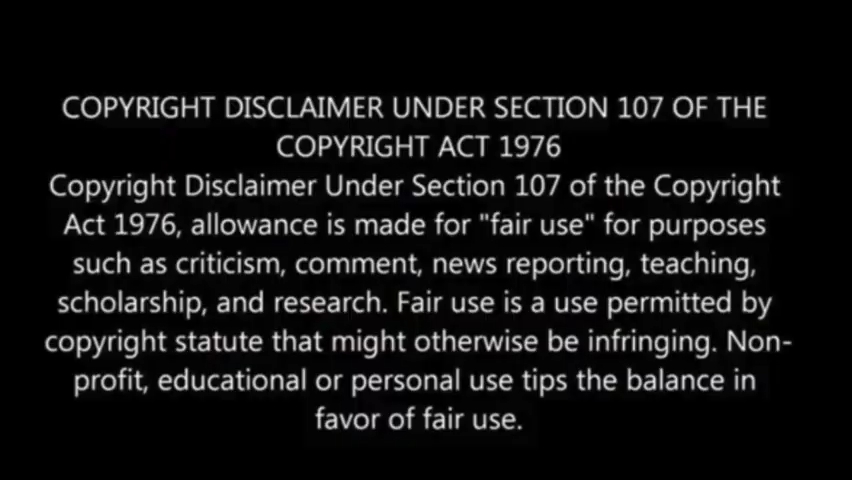 COPYRIGHT DISCLAIMER UNDER SECTION 107 OF THE
COPYRIGHT ACT 1976
Copyright Disclaimer Under Section 107 of the Copyright
Act 1976, allowance is made for "fair use" for purposes
such as criticism, comment, news reporting, teaching,
scholarship, and research. Fair use is a use permitted by
copyright statute that might otherwise be infringing. Non-
profit, educational or personal use tips the balance in
favor of fair use.